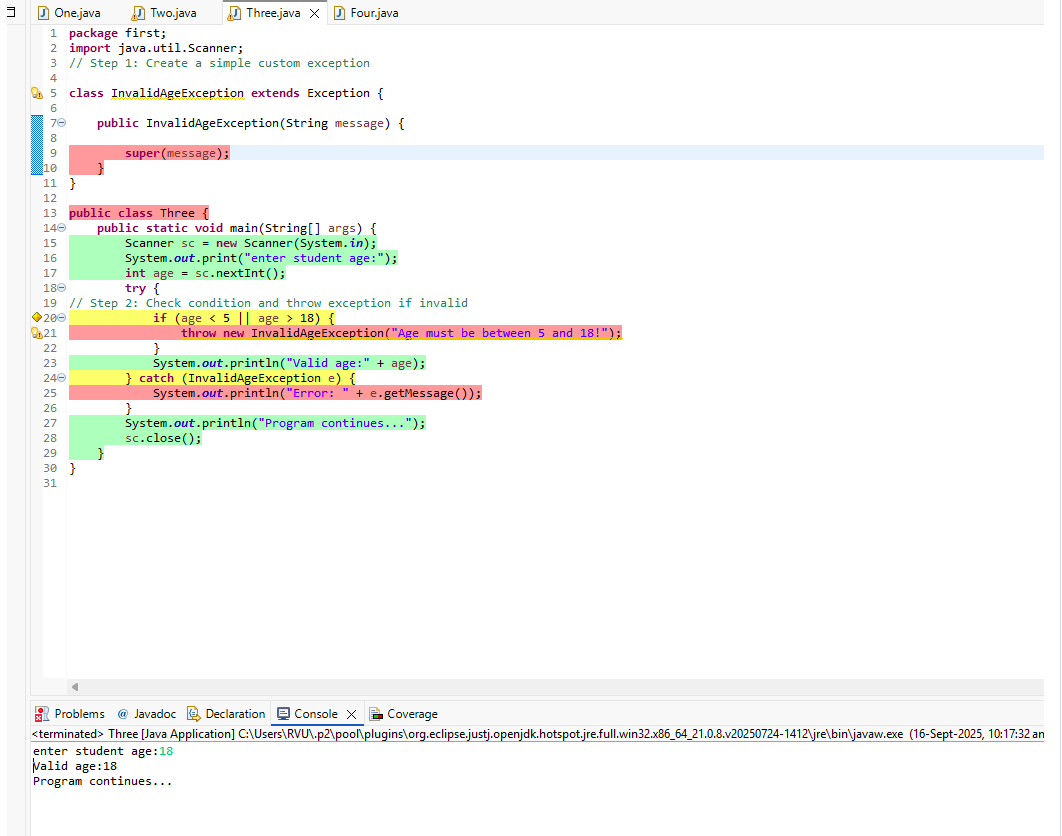 One.java Two.java Three.java Four.java
1 package first;
2 import java.util.Scanner;
3 // Step 1: Create a simple custom exception
4
5 class InvalidAgeException extends Exception {
6
7 public InvalidAgeException(String message) {
8
9 super(message);
10 }
11 }
12
13 public class Three {
14 public static void main(String[] args) {
15 Scanner sc = new Scanner(System.in);
16 System.out.print("enter student age:");
17 int age = sc.nextInt();
18 try {
19 // Step 2: Check condition and throw exception if invalid
20 if (age < 5 || age > 18) {
21 throw new InvalidAgeException("Age must be between 5 and 18!");
22 }
23 System.out.println("Valid age:" + age);
24 } catch (InvalidAgeException e) {
25 System.out.println("Error: " + e.getMessage());
26 }
27 System.out.println("Program continues...");
28 sc.close();
29 }
30 }
31
Problems @ Javadoc Declaration Console Coverage
<terminated> Three [Java Application] C:\Users\RVU\.p2\pool\plugins\org.eclipse.justj.openjdk.hotspot.jre.full.win32.x86_64_21.0.8.v20250724-1412\jre\bin\javaw.exe (16-Sept-2025, 10:17:32 am
enter student age:18
Valid age:18
Program continues...